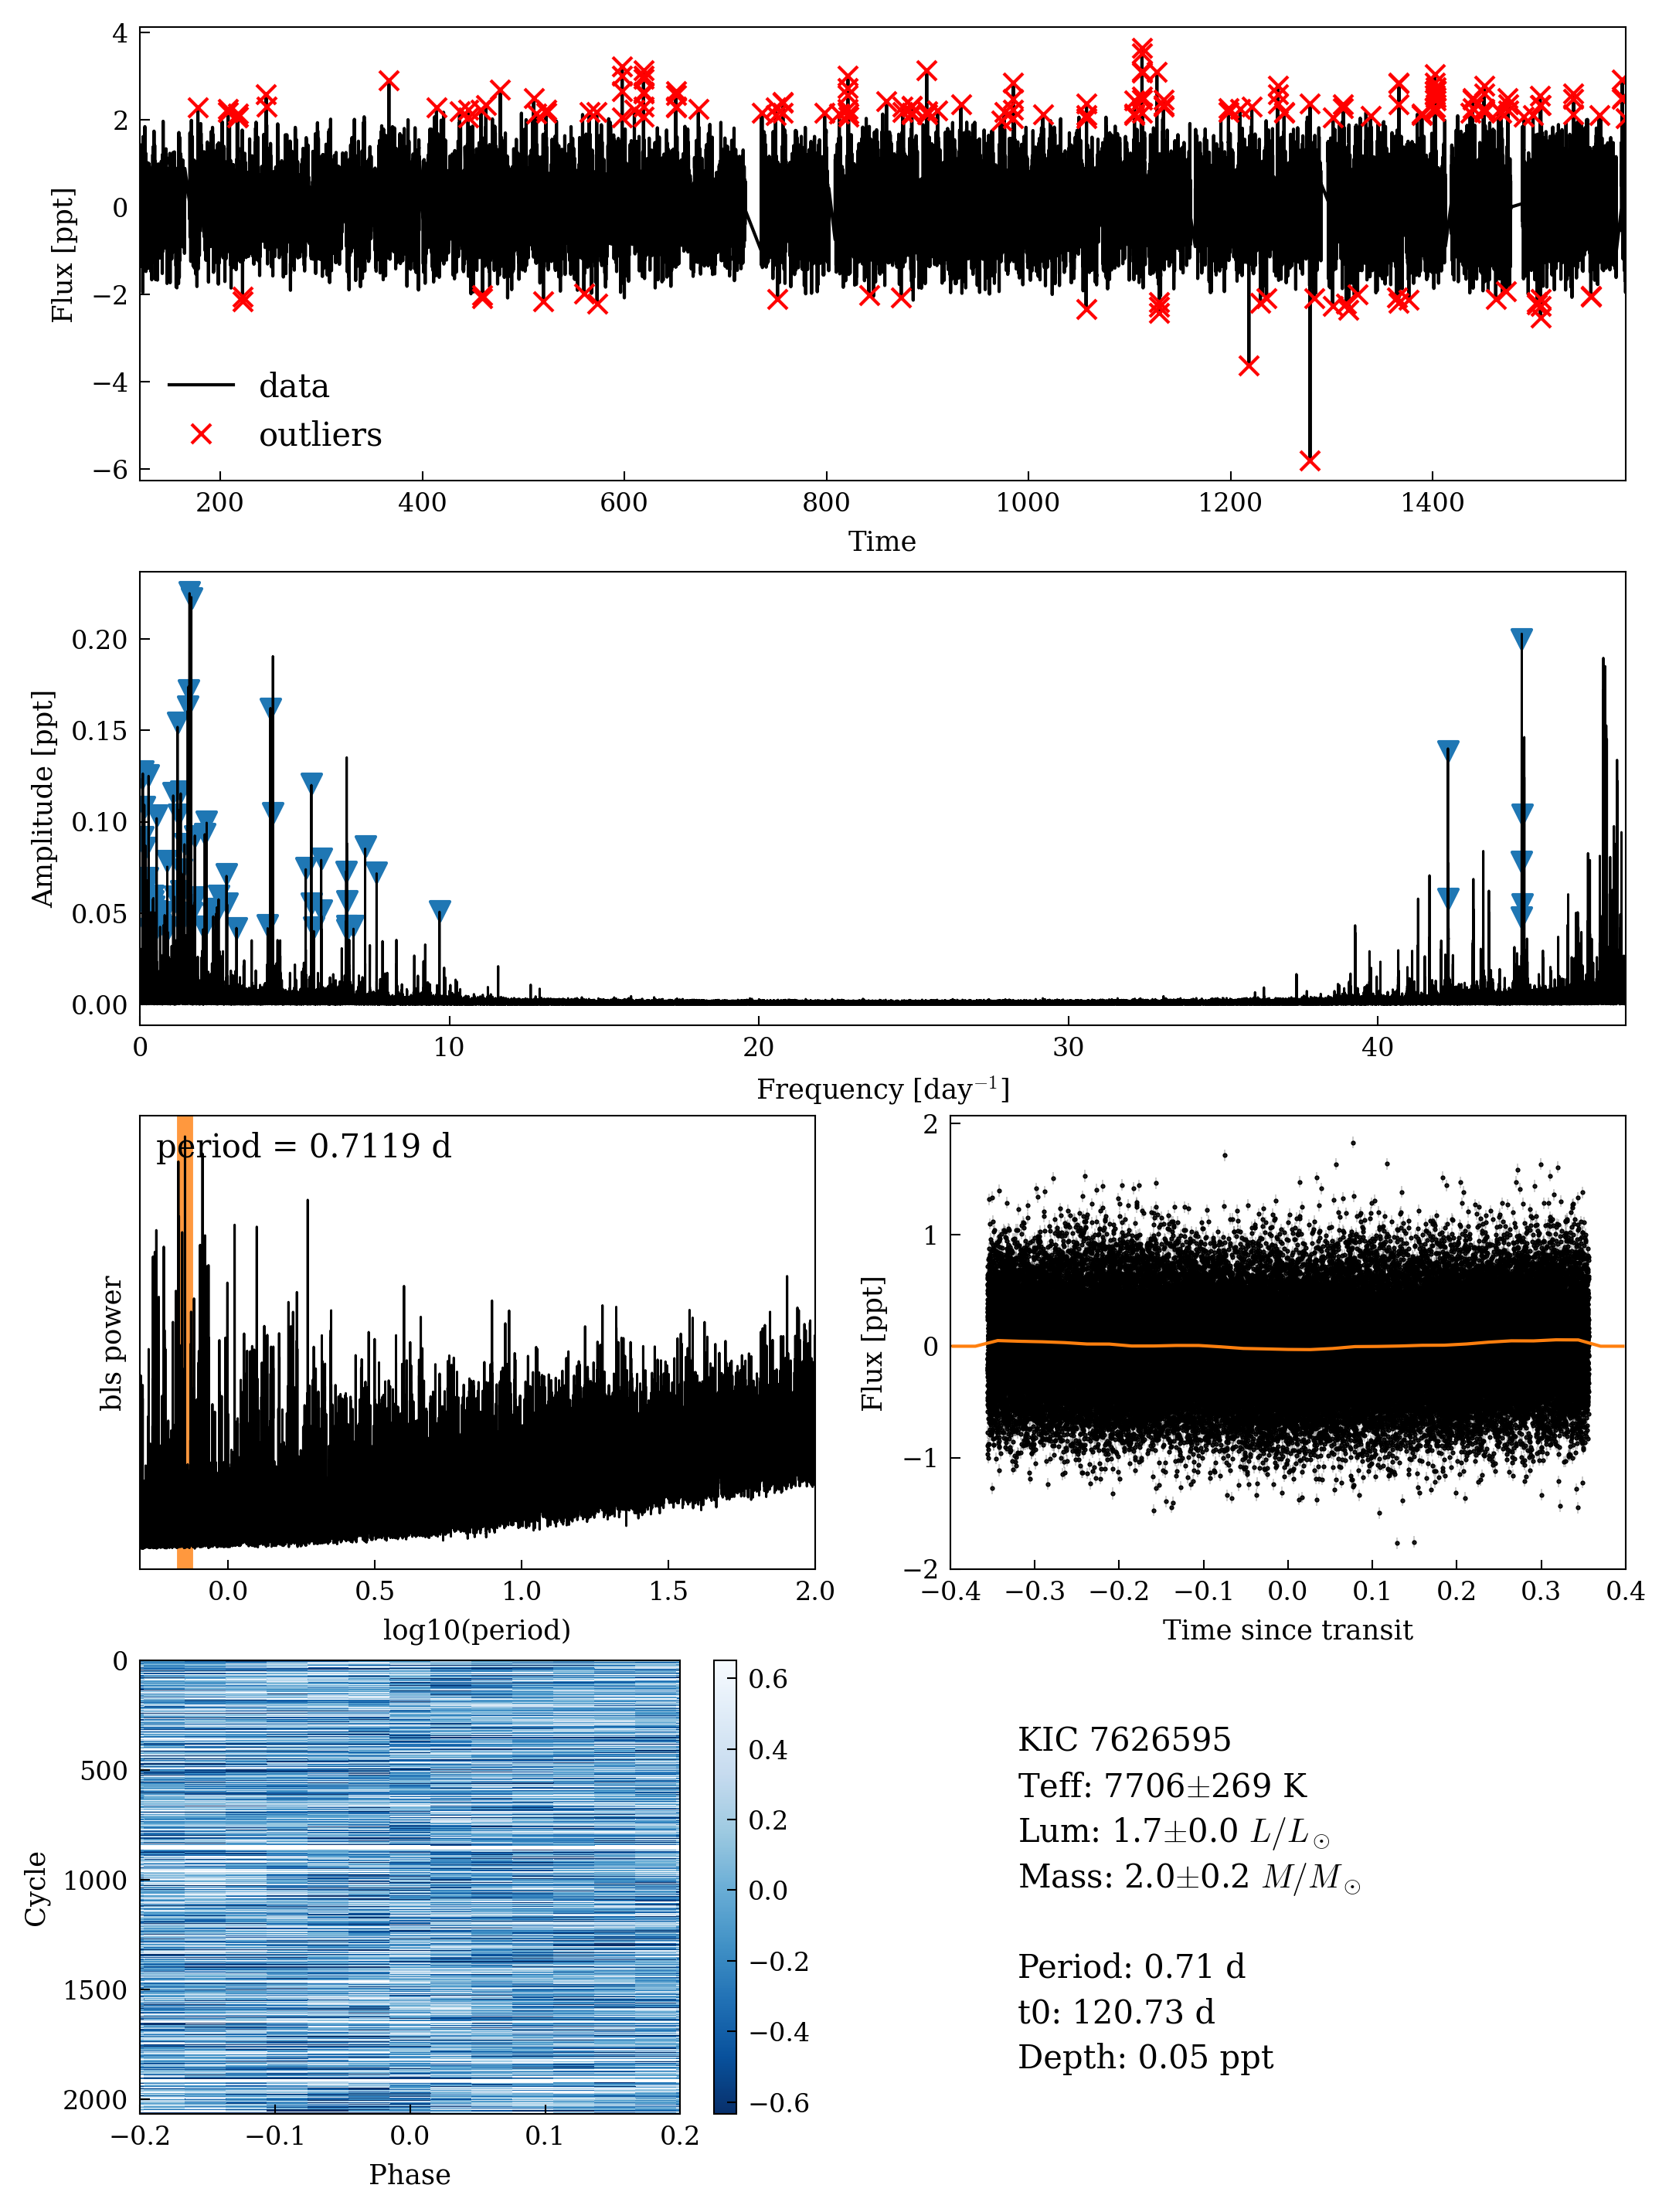 4
2
0
−2
−4
−6
Flux [ppt]
data
outliers
200 400 600 800 1000 1200 1400
Time
0.20
0.15
0.10
0.05
0.00
Amplitude [ppt]
0 10 20 30 40
Frequency [day⁻¹]
period = 0.7119 d
bls power
0.0 0.5 1.0 1.5 2.0
log10(period)
2
1
0
−1
−2
Flux [ppt]
−0.4 −0.3 −0.2 −0.1 0.0 0.1 0.2 0.3 0.4
Time since transit
0
500
1000
1500
2000
Cycle
−0.2 −0.1 0.0 0.1 0.2
Phase
0.6
0.4
0.2
0.0
−0.2
−0.4
−0.6
KIC 7626595
Teff: 7706±269 K
Lum: 1.7±0.0 L/L☉
Mass: 2.0±0.2 M/M☉
Period: 0.71 d
t0: 120.73 d
Depth: 0.05 ppt